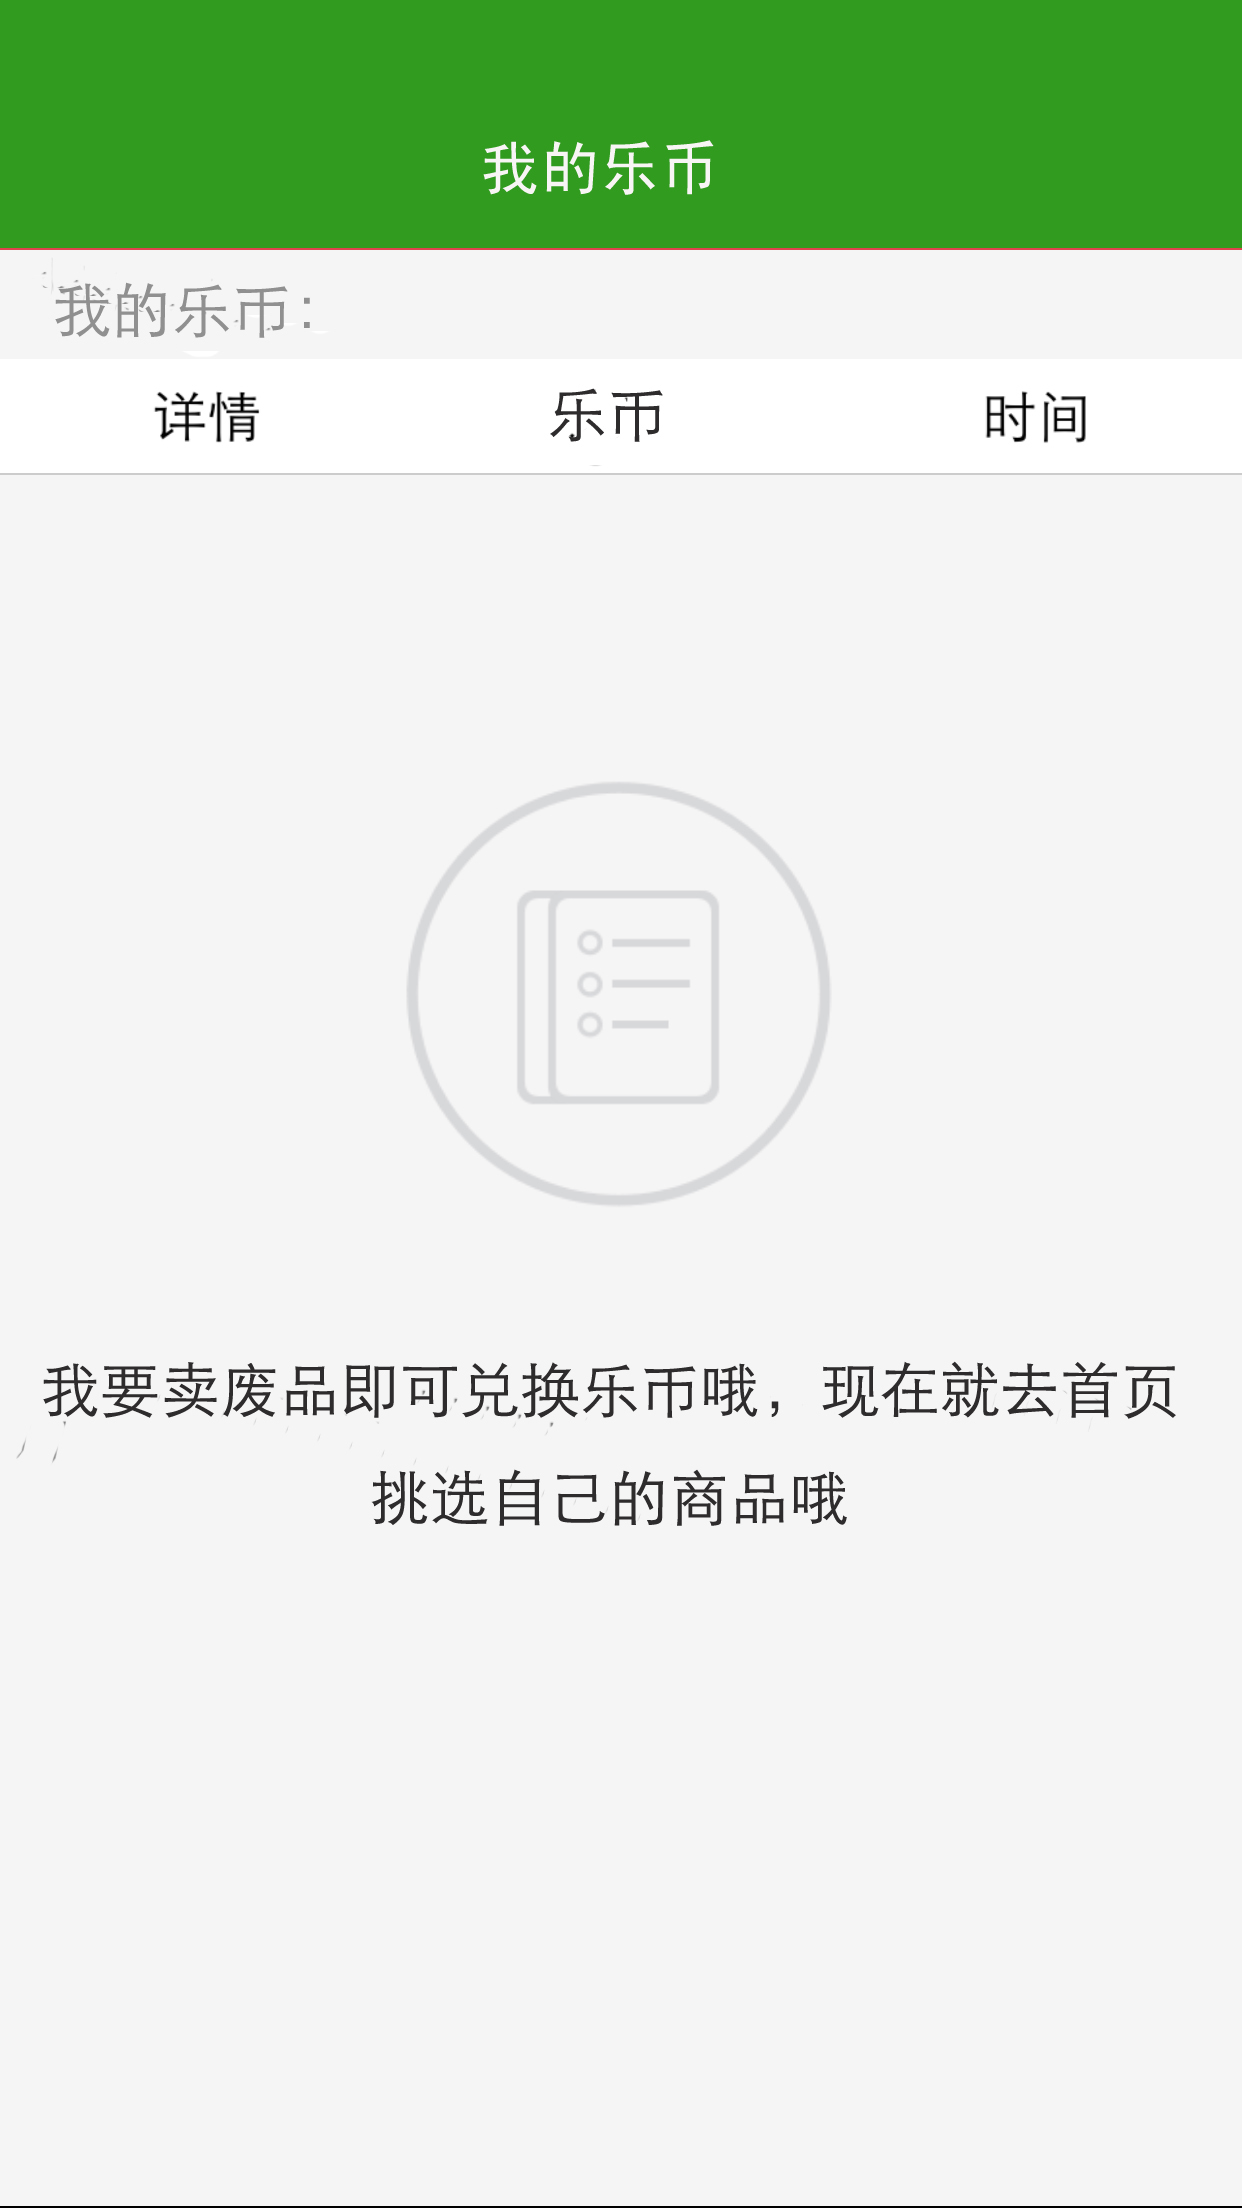 我的乐币
我的乐币：
详情 乐币 时间
我要卖废品即可兑换乐币哦，现在就去首页
挑选自己的商品哦